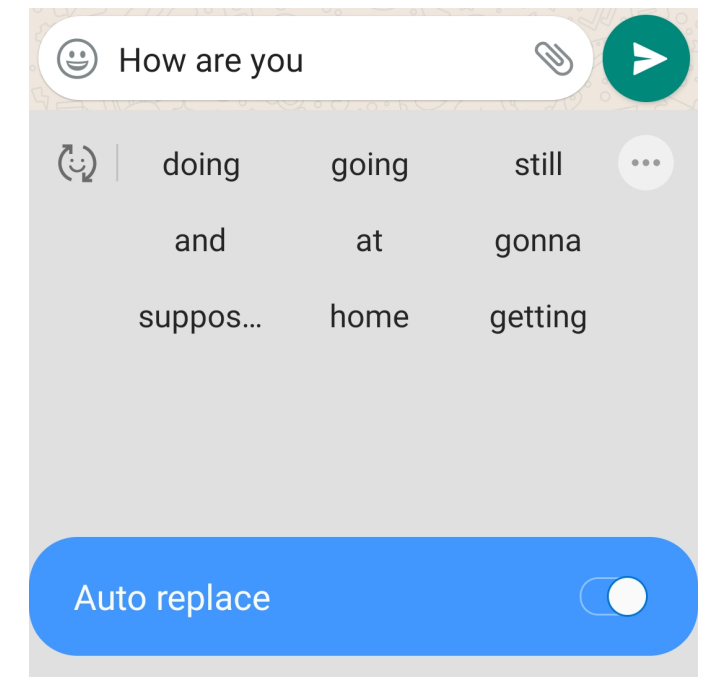 How are you
doing going still
and at gonna
suppos... home getting
Auto replace